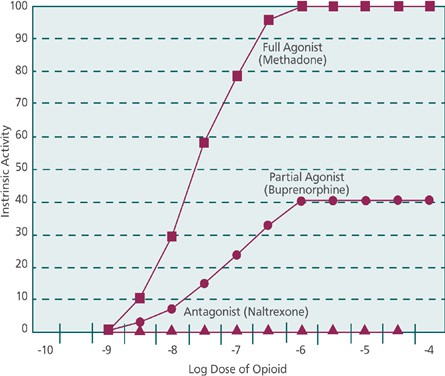 100
90
80
70
60
50
40
30
20
10
0
Instrinsic Activity
Full Agonist
(Methadone)
Partial Agonist
(Buprenorphine)
Antagonist (Naltrexone)
-10 -9 -8 -7 -6 -5 -4
Log Dose of Opioid